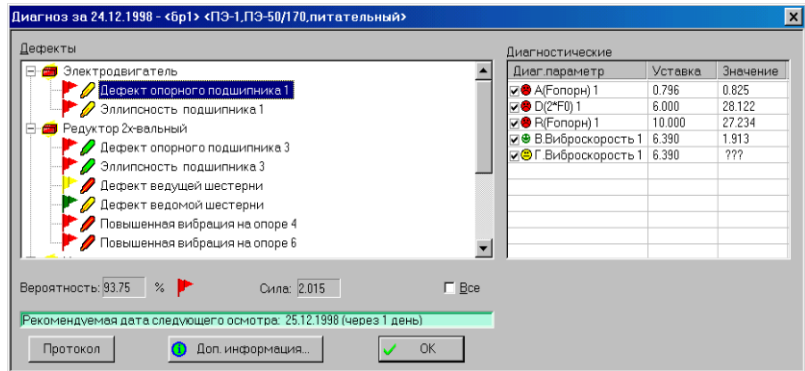 Диагноз за 24.12.1998 - <бр1> <ПЭ-1,ПЭ-50/170,питательный>
Дефекты
Электродвигатель
Дефект опорного подшипника 1
Эллипсность подшипника 1
Редуктор 2х-вальный
Дефект опорного подшипника 3
Эллипсность подшипника 3
Дефект ведущей шестерни
Дефект ведомой шестерни
Повышенная вибрация на опоре 4
Повышенная вибрация на опоре 6
Диагностические
Диаг.параметр Уставка Значение
A(Fопорн) 1 0.796 0.825
D(2*F0) 1 6.000 28.122
R(Fопорн) 1 10.000 27.234
В.Виброскорость 1 6.390 1.913
Г.Виброскорость 1 6.390 ???
Вероятность: 93.75 % Сила: 2.015 Все
Рекомендуемая дата следующего осмотра: 25.12.1998 (через 1 день)
Протокол Доп. информация... OK